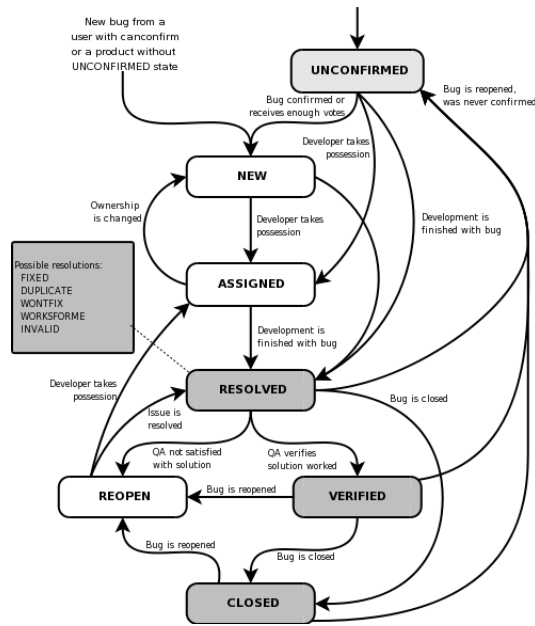 New bug from a
user with canconfirm
or a product without
UNCONFIRMED state
UNCONFIRMED
Bug is reopened,
was never confirmed
Bug confirmed or
receives enough votes
Developer takes
possession
NEW
Ownership
is changed
Developer takes
possession
Development is
finished with bug
Possible resolutions:
FIXED
DUPLICATE
WONTFIX
WORKSFORME
INVALID
ASSIGNED
Development is
finished with bug
Developer takes
possession
RESOLVED
Bug is closed
Issue is
resolved
QA not satisfied
with solution
QA verifies
solution worked
REOPEN
Bug is reopened
VERIFIED
Bug is reopened
Bug is closed
CLOSED